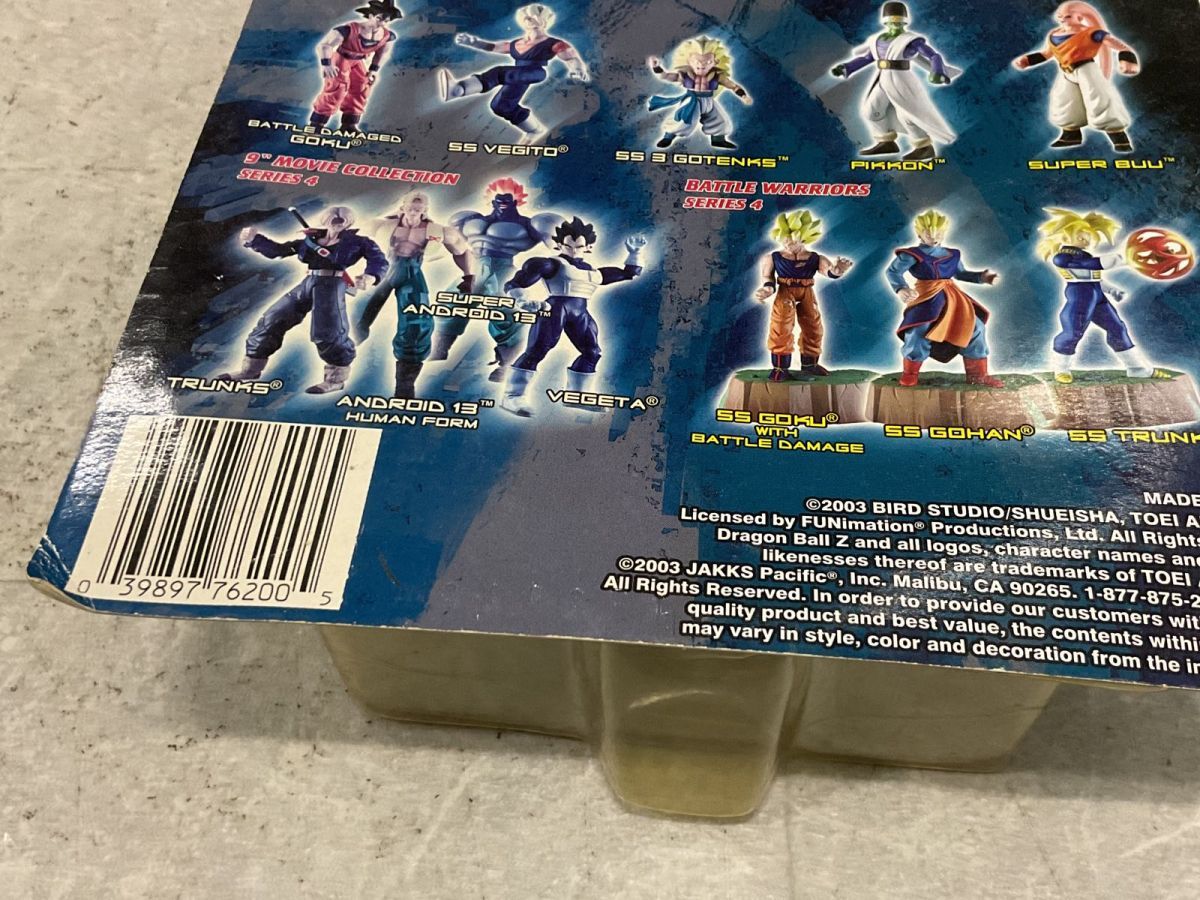 BATTLE DAMAGED
GOKU®
SS VEGITO®
SS 3 GOTENKS™
PIKKON™
SUPER BUU™
9" MOVIE COLLECTION
SERIES 4
BATTLE WARRIORS
SERIES 4
SUPER
ANDROID 13™
TRUNKS®
ANDROID 13™
HUMAN FORM
VEGETA®
SS GOKU®
WITH
BATTLE DAMAGE
SS GOHAN®
SS TRUNK
0 39897 76200 5
MADE
©2003 BIRD STUDIO/SHUEISHA, TOEI A
Licensed by FUNimation® Productions, Ltd. All Rights
Dragon Ball Z and all logos, character names and
likenesses thereof are trademarks of TOEI
©2003 JAKKS Pacific®, Inc. Malibu, CA 90265. 1-877-875-2
All Rights Reserved. In order to provide our customers with
quality product and best value, the contents within
may vary in style, color and decoration from the in